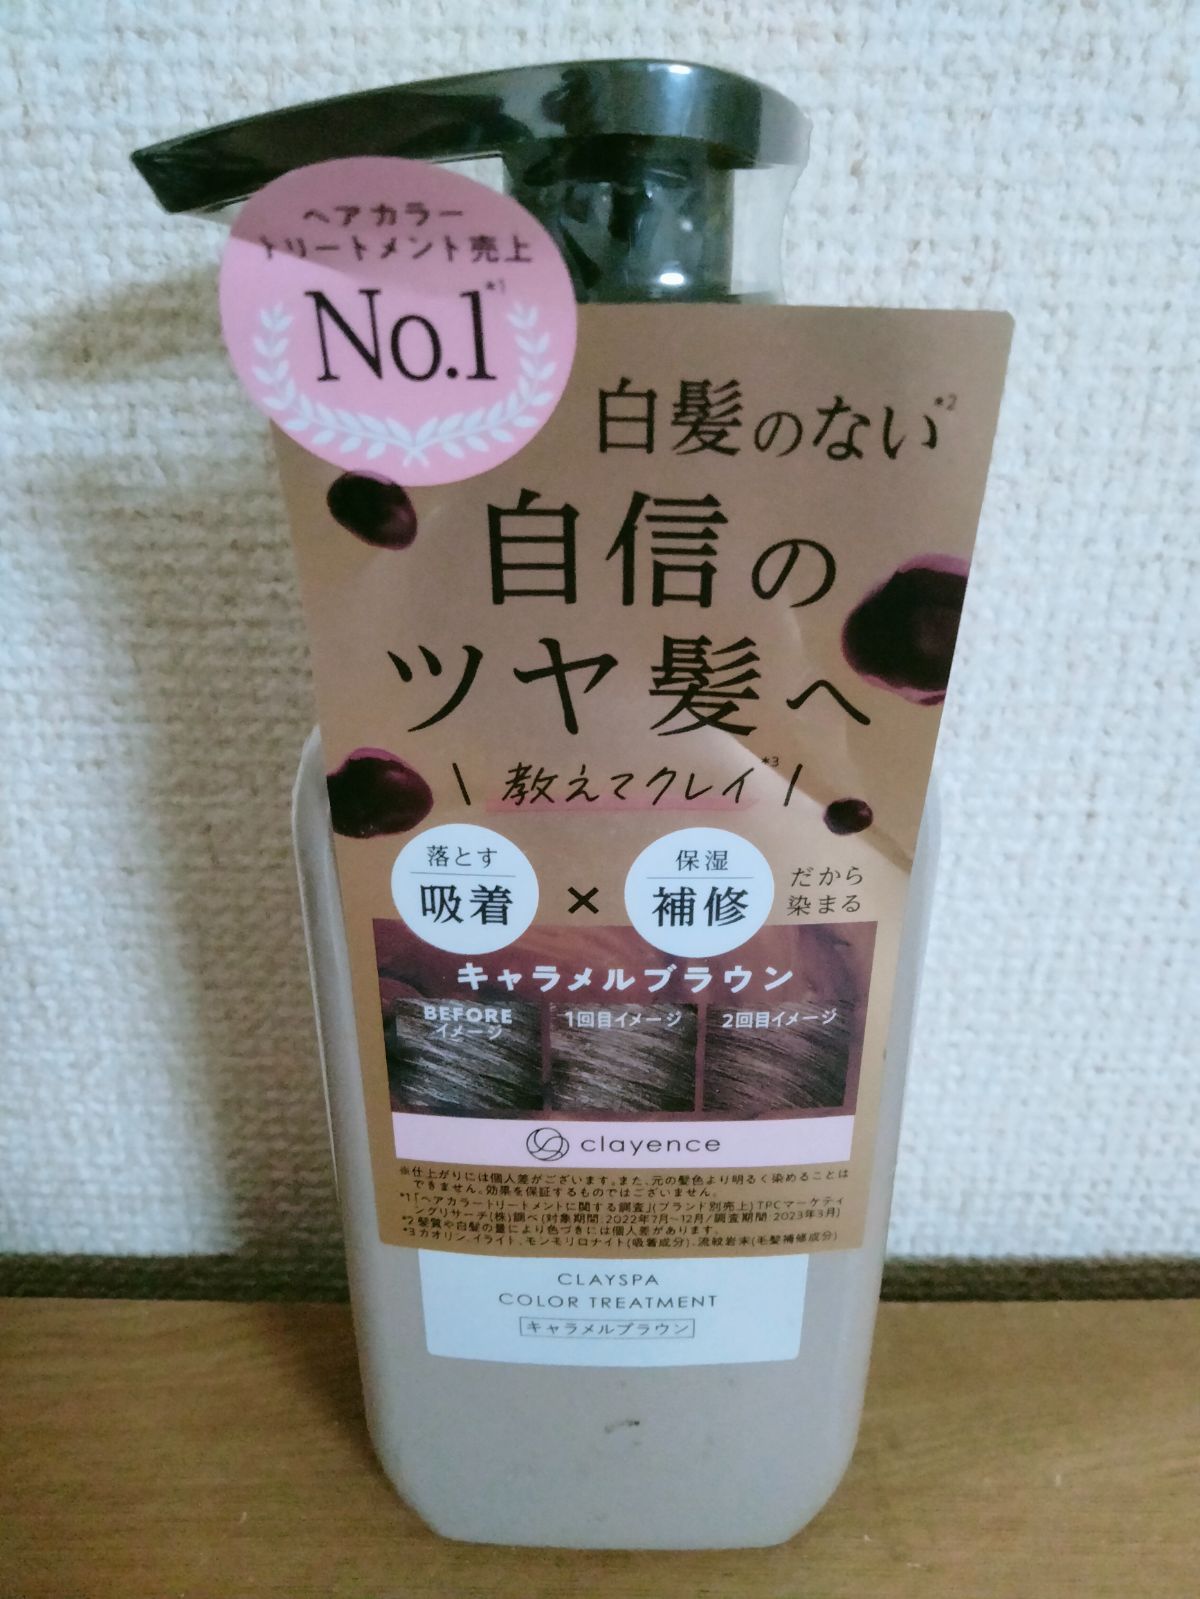 ヘアカラー
トリートメント売上
No.1*1
白髪のない*2
自信の
ツヤ髪へ
\ 教えてクレイ*3 /
落とす
吸着
×
保湿
補修
だから
染まる
キャラメルブラウン
BEFORE
イメージ
1回目イメージ
2回目イメージ
clayence
※仕上がりには個人差がございます。また、元の髪色より明るく染めることは
できません。効果を保証するものではございません。
*1「ヘアカラートリートメントに関する調査」(ブランド別売上)TPCマーケティ
ングリサーチ(株)調べ(対象期間:2022年7月~12月/調査期間:2023年3月)
*2 髪質や白髪の量により色づきには個人差があります。
*3 カオリン、イライト、モンモリロナイト(吸着成分)、流紋岩末(毛髪補修成分)
CLAYSPA
COLOR TREATMENT
キャラメルブラウン